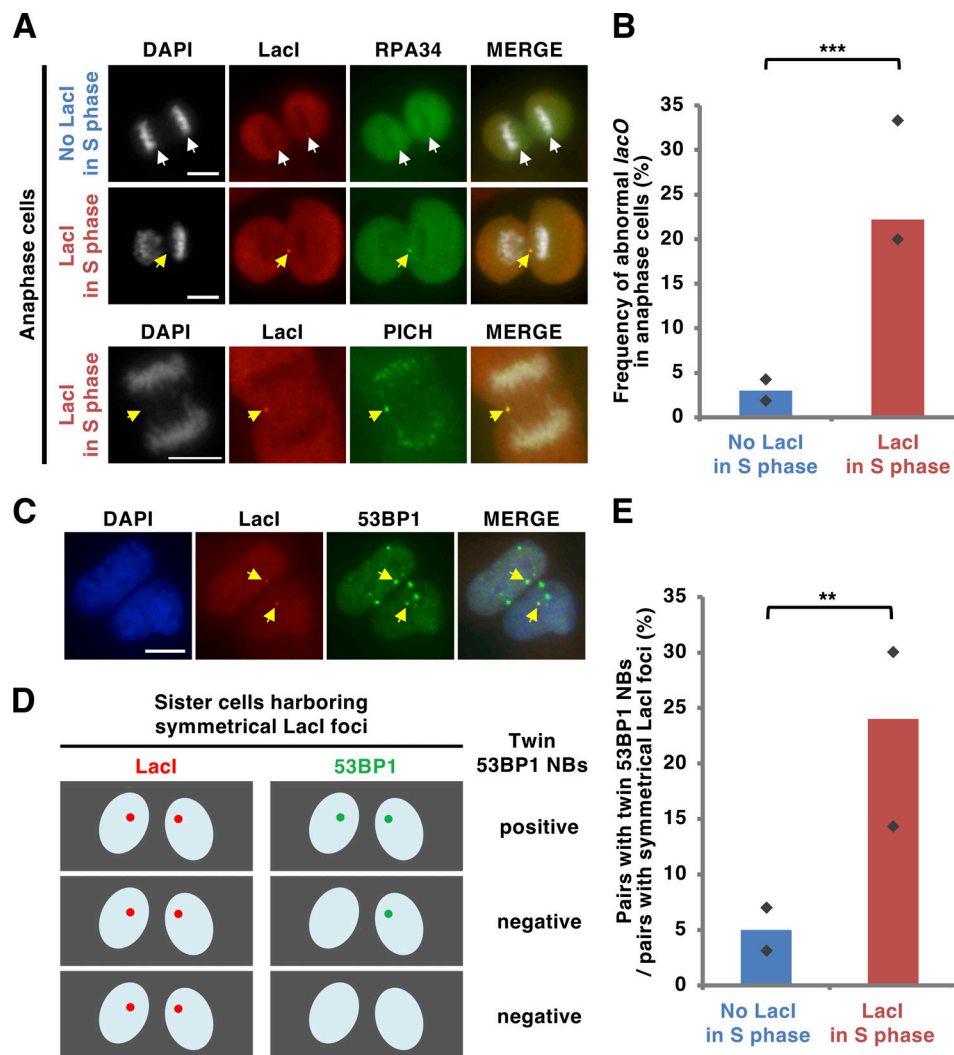 A
DAPI
LacI
RPA34
MERGE
Anaphase cells
No LacI
in S phase
LacI
in S phase
DAPI
LacI
PICH
MERGE
LacI
in S phase
B
***
Frequency of abnormal lacO
in anaphase cells (%)
35
30
25
20
15
10
5
0
No LacI
in S phase
LacI
in S phase
C
DAPI
LacI
53BP1
MERGE
D
Sister cells harboring
symmetrical LacI foci
Twin
53BP1 NBs
LacI
53BP1
positive
negative
negative
E
**
Pairs with twin 53BP1 NBs
/ pairs with symmetrical LacI foci (%)
35
30
25
20
15
10
5
0
No LacI
in S phase
LacI
in S phase